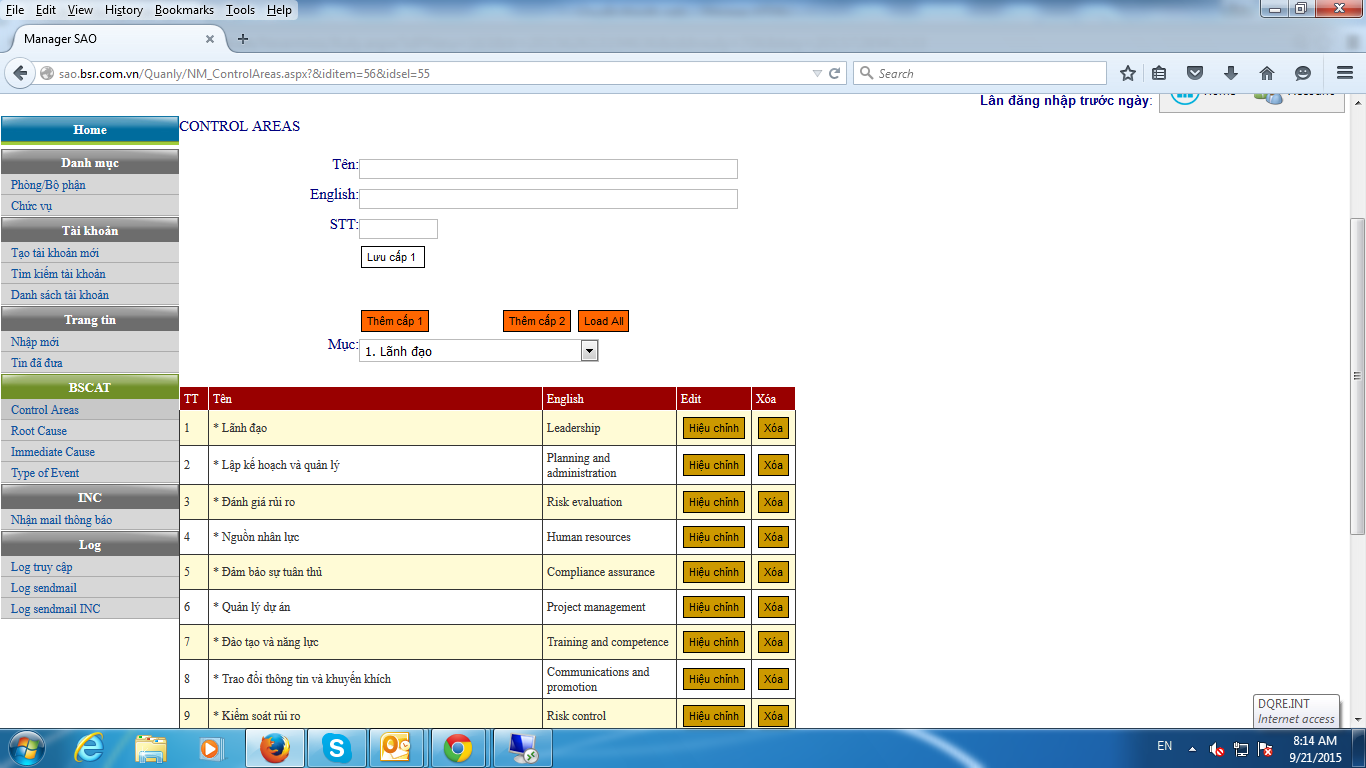 File Edit View History Bookmarks Tools Help
Manager SAO
sao.bsr.com.vn/Quanly/NM_ControlAreas.aspx?&iditem=56&idsel=55
Search
Lần đăng nhập trước ngày:
Home
CONTROL AREAS
Danh mục
Phòng/Bộ phận
Chức vụ
Tài khoản
Tạo tài khoản mới
Tìm kiếm tài khoản
Danh sách tài khoản
Trang tin
Nhập mới
Tin đã đưa
BSCAT
Control Areas
Root Cause
Immediate Cause
Type of Event
INC
Nhận mail thông báo
Log
Log truy cập
Log sendmail
Log sendmail INC
Tên:
English:
STT:
Lưu cấp 1
Thêm cấp 1 Thêm cấp 2 Load All
Mục: 1. Lãnh đạo
TT Tên English Edit Xóa
1 * Lãnh đạo Leadership Hiệu chỉnh Xóa
2 * Lập kế hoạch và quản lý Planning and administration Hiệu chỉnh Xóa
3 * Đánh giá rủi ro Risk evaluation Hiệu chỉnh Xóa
4 * Nguồn nhân lực Human resources Hiệu chỉnh Xóa
5 * Đảm bảo sự tuân thủ Compliance assurance Hiệu chỉnh Xóa
6 * Quản lý dự án Project management Hiệu chỉnh Xóa
7 * Đào tạo và năng lực Training and competence Hiệu chỉnh Xóa
8 * Trao đổi thông tin và khuyến khích Communications and promotion Hiệu chỉnh Xóa
9 * Kiểm soát rủi ro Risk control Hiệu chỉnh Xóa
DQRE.INT
Internet access
EN
8:14 AM
9/21/2015